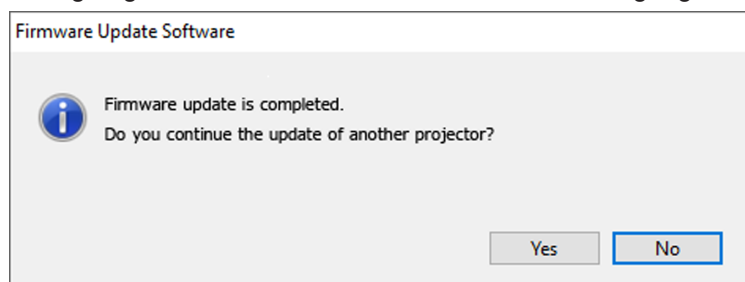 Firmware Update Software
Firmware update is completed.
Do you continue the update of another projector?
Yes
No